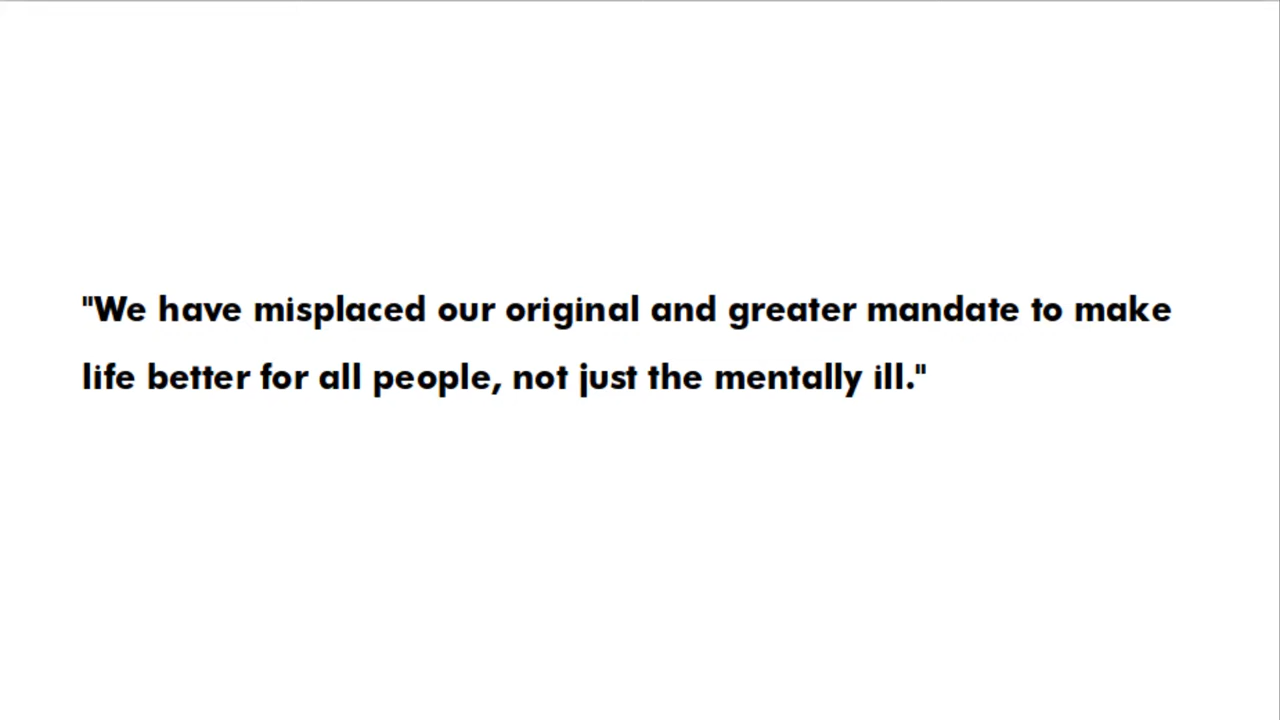 "We have misplaced our original and greater mandate to make
life better for all people, not just the mentally ill."